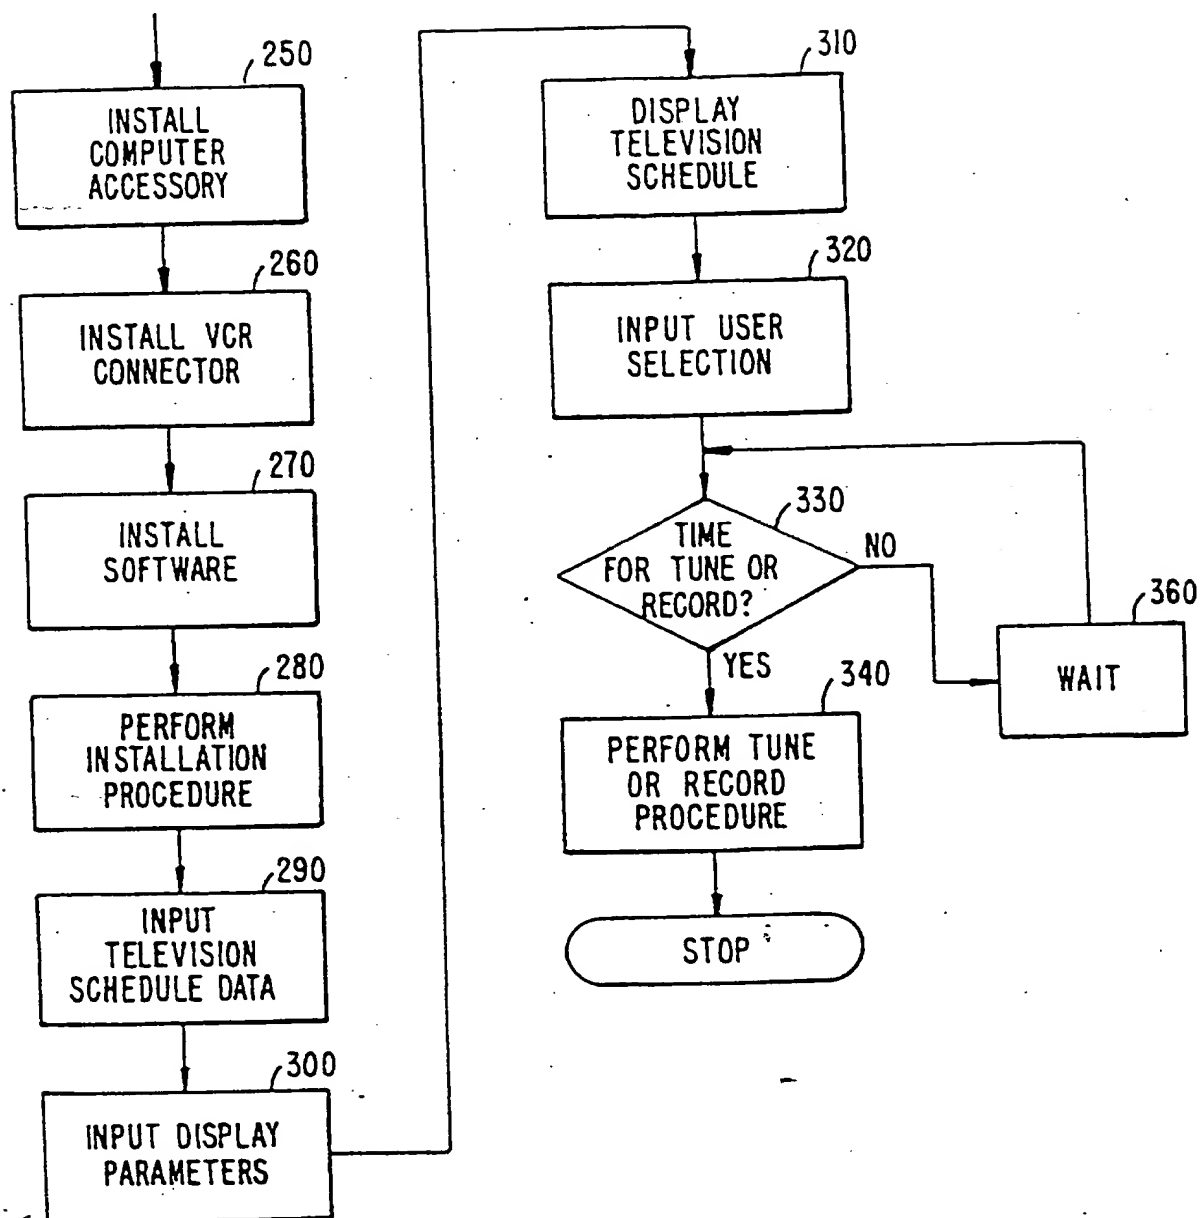 250
INSTALL
COMPUTER
ACCESSORY
260
INSTALL VCR
CONNECTOR
270
INSTALL
SOFTWARE
280
PERFORM
INSTALLATION
PROCEDURE
290
INPUT
TELEVISION
SCHEDULE DATA
300
INPUT DISPLAY
PARAMETERS
310
DISPLAY
TELEVISION
SCHEDULE
320
INPUT USER
SELECTION
330
TIME
FOR TUNE OR
RECORD?
NO
YES
360
WAIT
340
PERFORM TUNE
OR RECORD
PROCEDURE
STOP